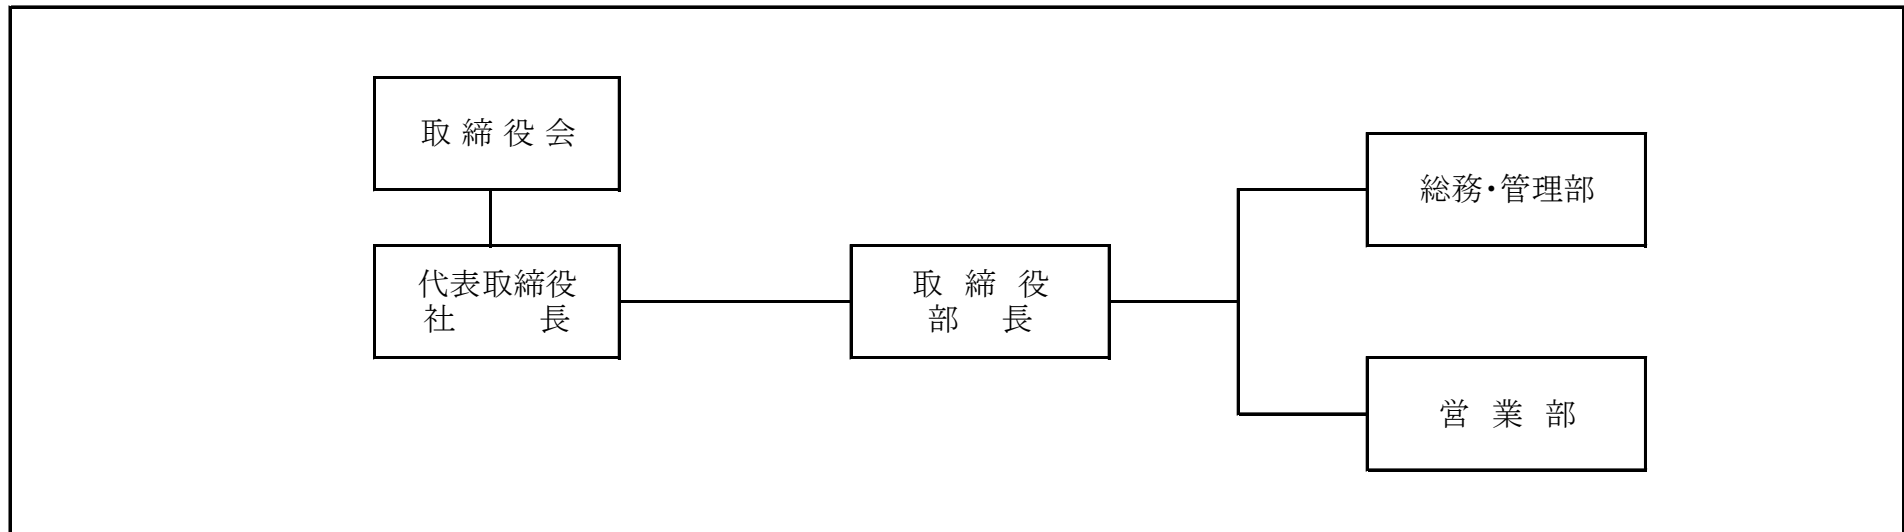 取締役会
代表取締役
社長
取締役
部長
総務・管理部
営業部